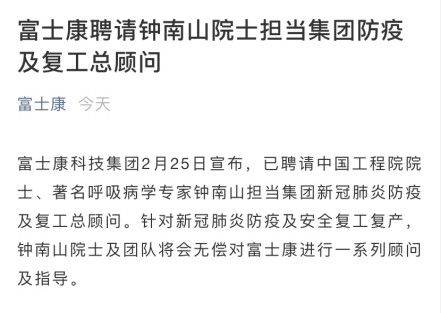 富士康聘请钟南山院士担当集团防疫
及复工总顾问
富士康 今天
富士康科技集团2月25日宣布，已聘请中国工程院院
士、著名呼吸病学专家钟南山担当集团新冠肺炎防疫
及复工总顾问。针对新冠肺炎防疫及安全复工复产，
钟南山院士及团队将会无偿对富士康进行一系列顾问
及指导。